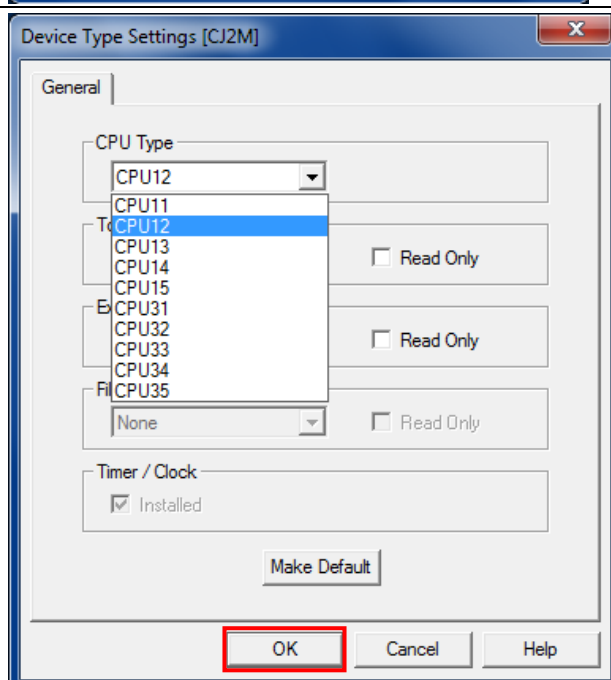 Device Type Settings [CJ2M]
General
CPU Type
CPU12
CPU11
CPU12
CPU13
CPU14
CPU15
CPU31
CPU32
CPU33
CPU34
CPU35
Read Only
Read Only
None
Read Only
Timer / Clock
Installed
Make Default
OK
Cancel
Help